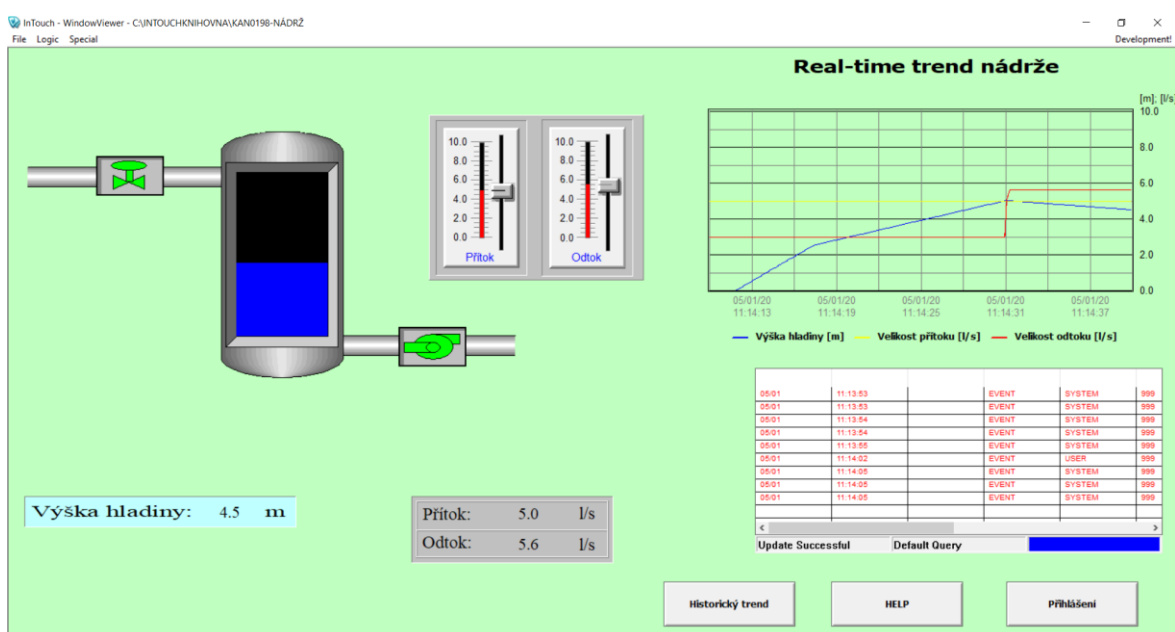 InTouch - WindowViewer - C:\INTOUCHKNIHOVNA\KAN0198-NÁDRŽ
File Logic Special
Development!
Real-time trend nádrže
[m]; [l/s]
10.0
8.0
6.0
4.0
2.0
0.0
05/01/20 05/01/20 05/01/20 05/01/20 05/01/20
11:14:13 11:14:19 11:14:25 11:14:31 11:14:37
Výška hladiny [m] Velikost přítoku [l/s] Velikost odtoku [l/s]
10.0
8.0
6.0
4.0
2.0
0.0
Přítok
10.0
8.0
6.0
4.0
2.0
0.0
Odtok
05/01 11:13:53 EVENT SYSTEM 999
05/01 11:13:53 EVENT SYSTEM 999
05/01 11:13:54 EVENT SYSTEM 999
05/01 11:13:54 EVENT SYSTEM 999
05/01 EVENT SYSTEM 999
05/01 11:14:02 EVENT USER 999
05/01 11:14:05 EVENT SYSTEM 999
05/01 11:14:05 EVENT SYSTEM 999
05/01 11:14:05 EVENT SYSTEM 999
Update Successful Default Query
Výška hladiny: 4.5 m
Přítok: 5.0 l/s
Odtok: 5.6 l/s
Historický trend HELP Přihlášení